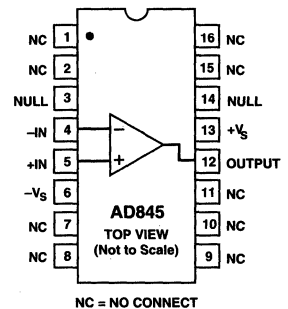 NC 1 16 NC
NC 2 15 NC
NULL 3 14 NULL
–IN 4 – 13 +VS
+IN 5 + 12 OUTPUT
–VS 6 11 NC
AD845
NC 7 TOP VIEW 10 NC
(Not to Scale)
NC 8 9 NC
NC = NO CONNECT